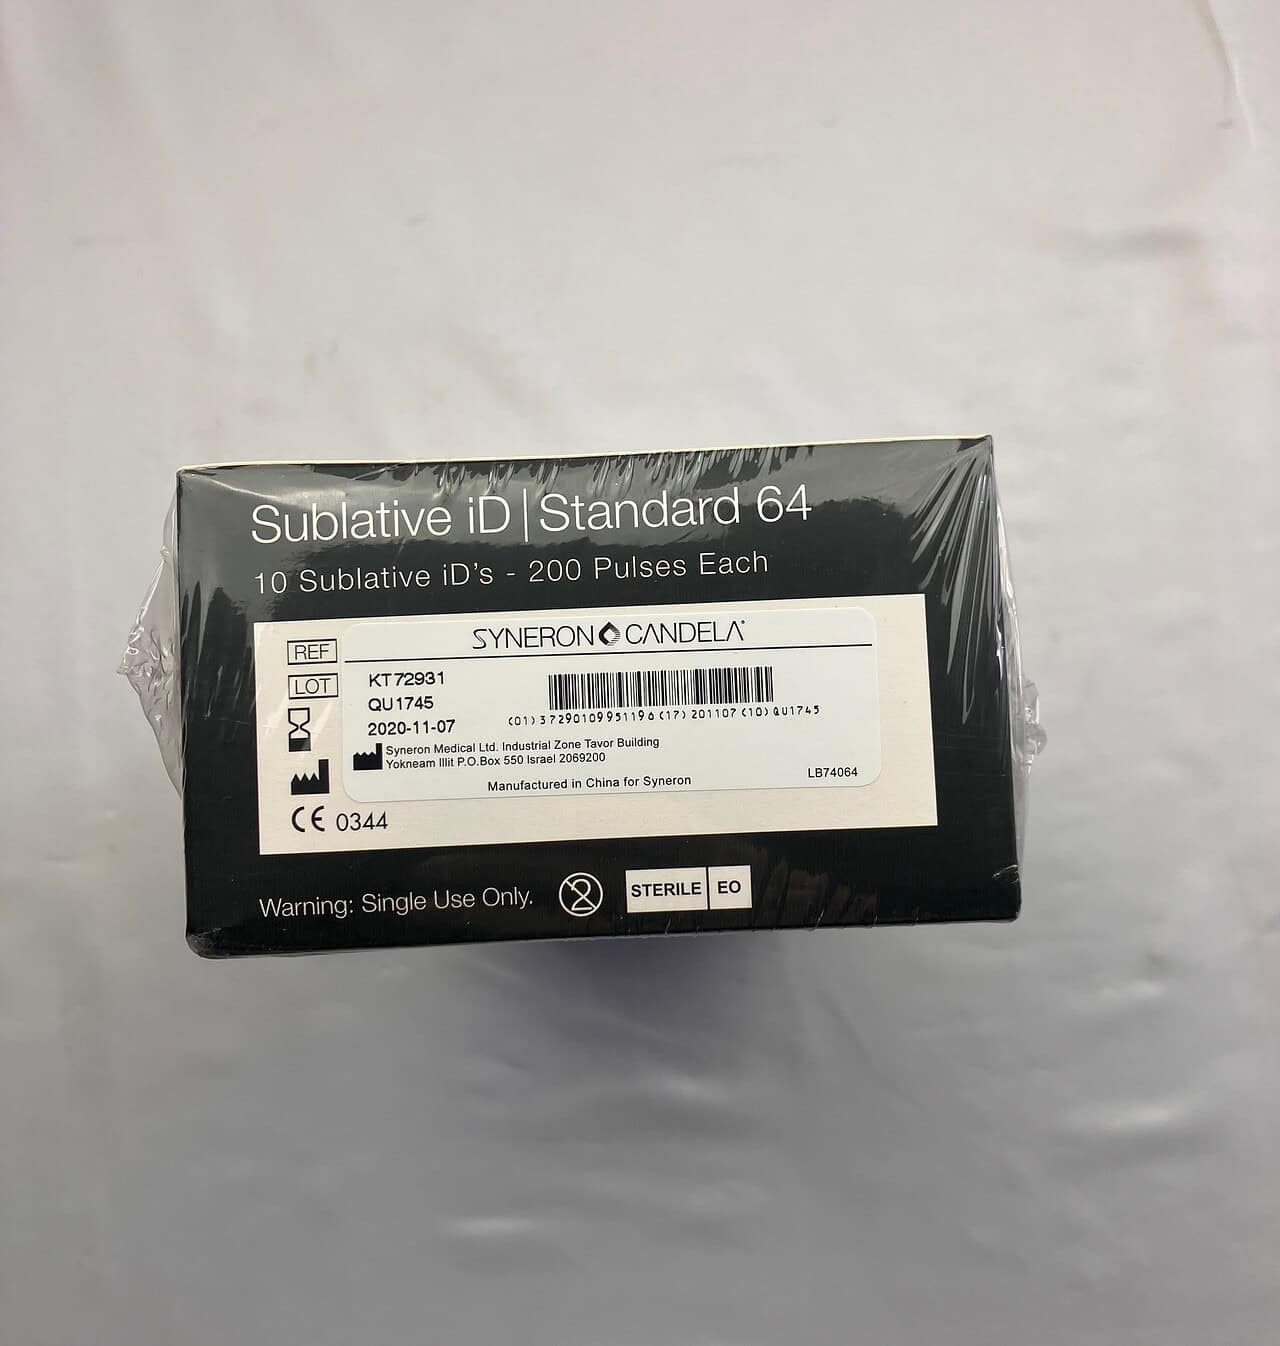 Sublative iD | Standard 64
10 Sublative iD's - 200 Pulses Each
SYNERON CANDELA®
REF KT72931
LOT QU1745
2020-11-07
(01)37290109951196(17)201107(10)QU1745
Syneron Medical Ltd. Industrial Zone Tavor Building
Yokneam Illit P.O.Box 550 Israel 2069200
Manufactured in China for Syneron
LB74064
CE 0344
Warning: Single Use Only.
2
STERILE EO